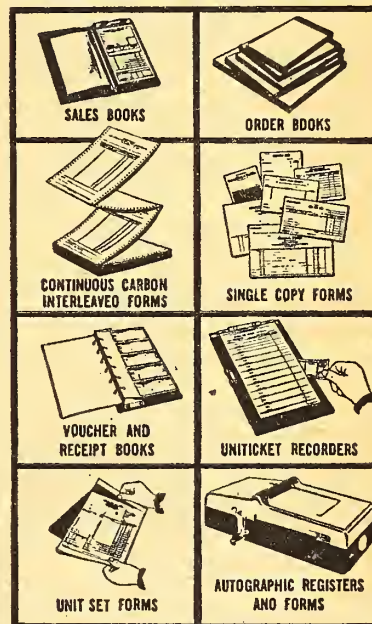 SALES BOOKS
ORDER BOOKS
CONTINUOUS CARBON
INTERLEAVED FORMS
SINGLE COPY FORMS
VOUCHER AND
RECEIPT BOOKS
UNITICKET RECORDERS
UNIT SET FORMS
AUTOGRAPHIC REGISTERS
AND FORMS